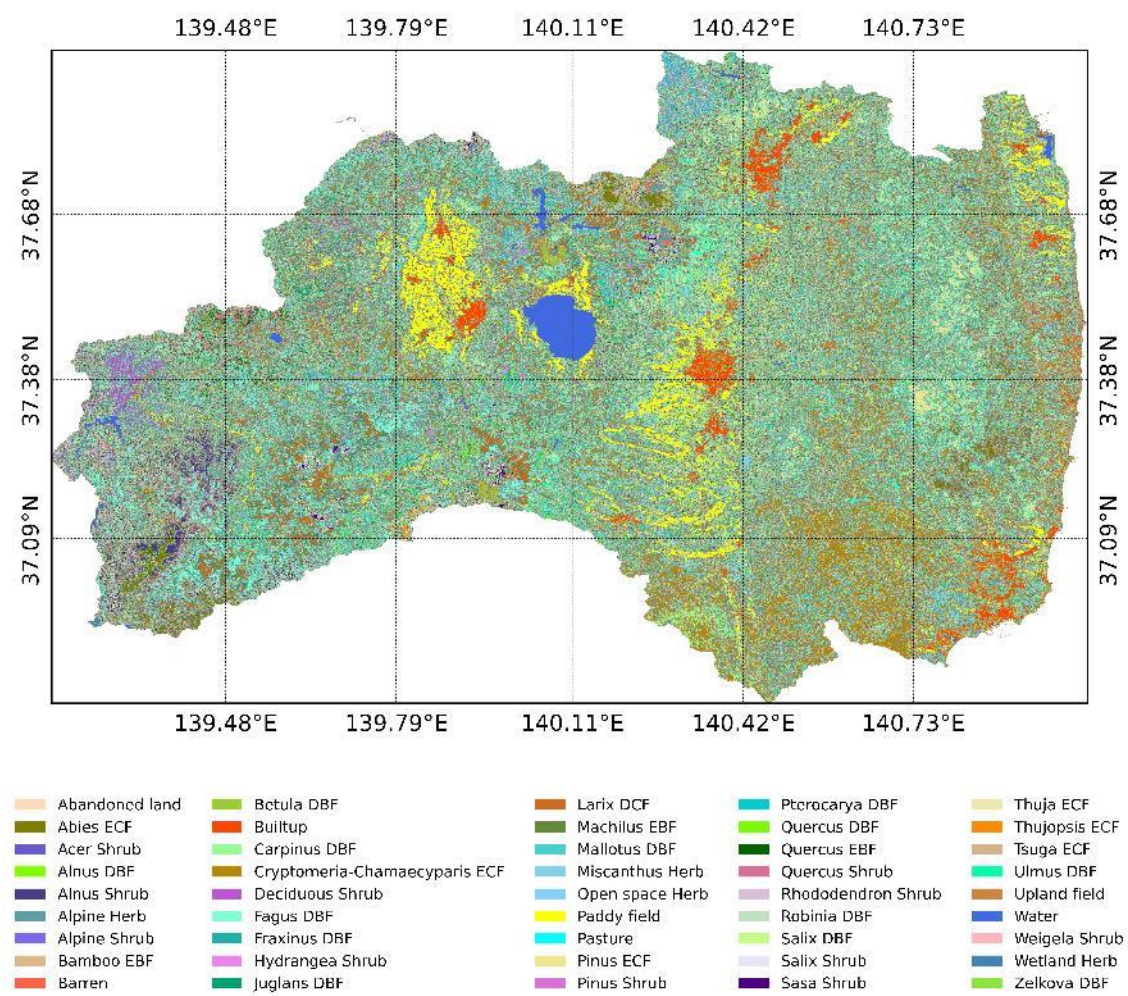 139.48°E 139.79°E 140.11°E 140.42°E 140.73°E
37.68°N 37.68°N
37.38°N 37.38°N
37.09°N 37.09°N
139.48°E 139.79°E 140.11°E 140.42°E 140.73°E
Abandoned land
Abies ECF
Acer Shrub
Alnus DBF
Alnus Shrub
Alpine Herb
Alpine Shrub
Bamboo EBF
Barren
Betula DBF
Builtup
Carpinus DBF
Cryptomeria-Chamaecyparis ECF
Deciduous Shrub
Fagus DBF
Fraxinus DBF
Hydrangea Shrub
Juglans DBF
Larix DCF
Machilus EBF
Mallotus DBF
Miscanthus Herb
Open space Herb
Paddy field
Pasture
Pinus ECF
Pinus Shrub
Pterocarya DBF
Quercus DBF
Quercus EBF
Quercus Shrub
Rhododendron Shrub
Robinia DBF
Salix DBF
Salix Shrub
Sasa Shrub
Thuja ECF
Thujopsis ECF
Tsuga ECF
Ulmus DBF
Upland field
Water
Weigela Shrub
Wetland Herb
Zelkova DBF